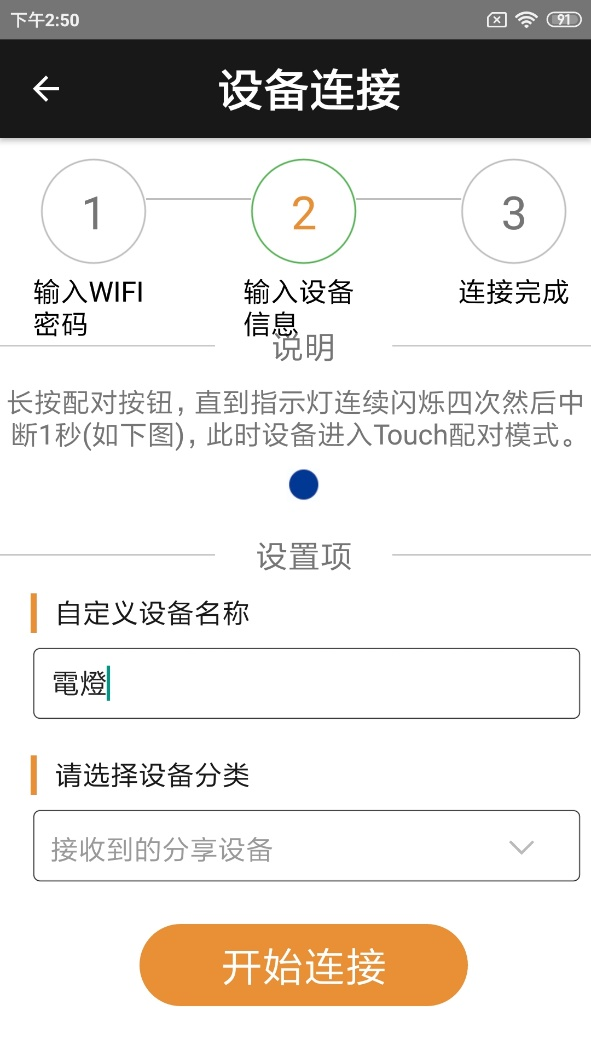 下午2:50
91
设备连接
1
2
3
输入WIFI
密码
输入设备
信息
连接完成
说明
长按配对按钮，直到指示灯连续闪烁四次然后中
断1秒(如下图)，此时设备进入Touch配对模式。
设置项
自定义设备名称
電燈
请选择设备分类
接收到的分享设备
开始连接